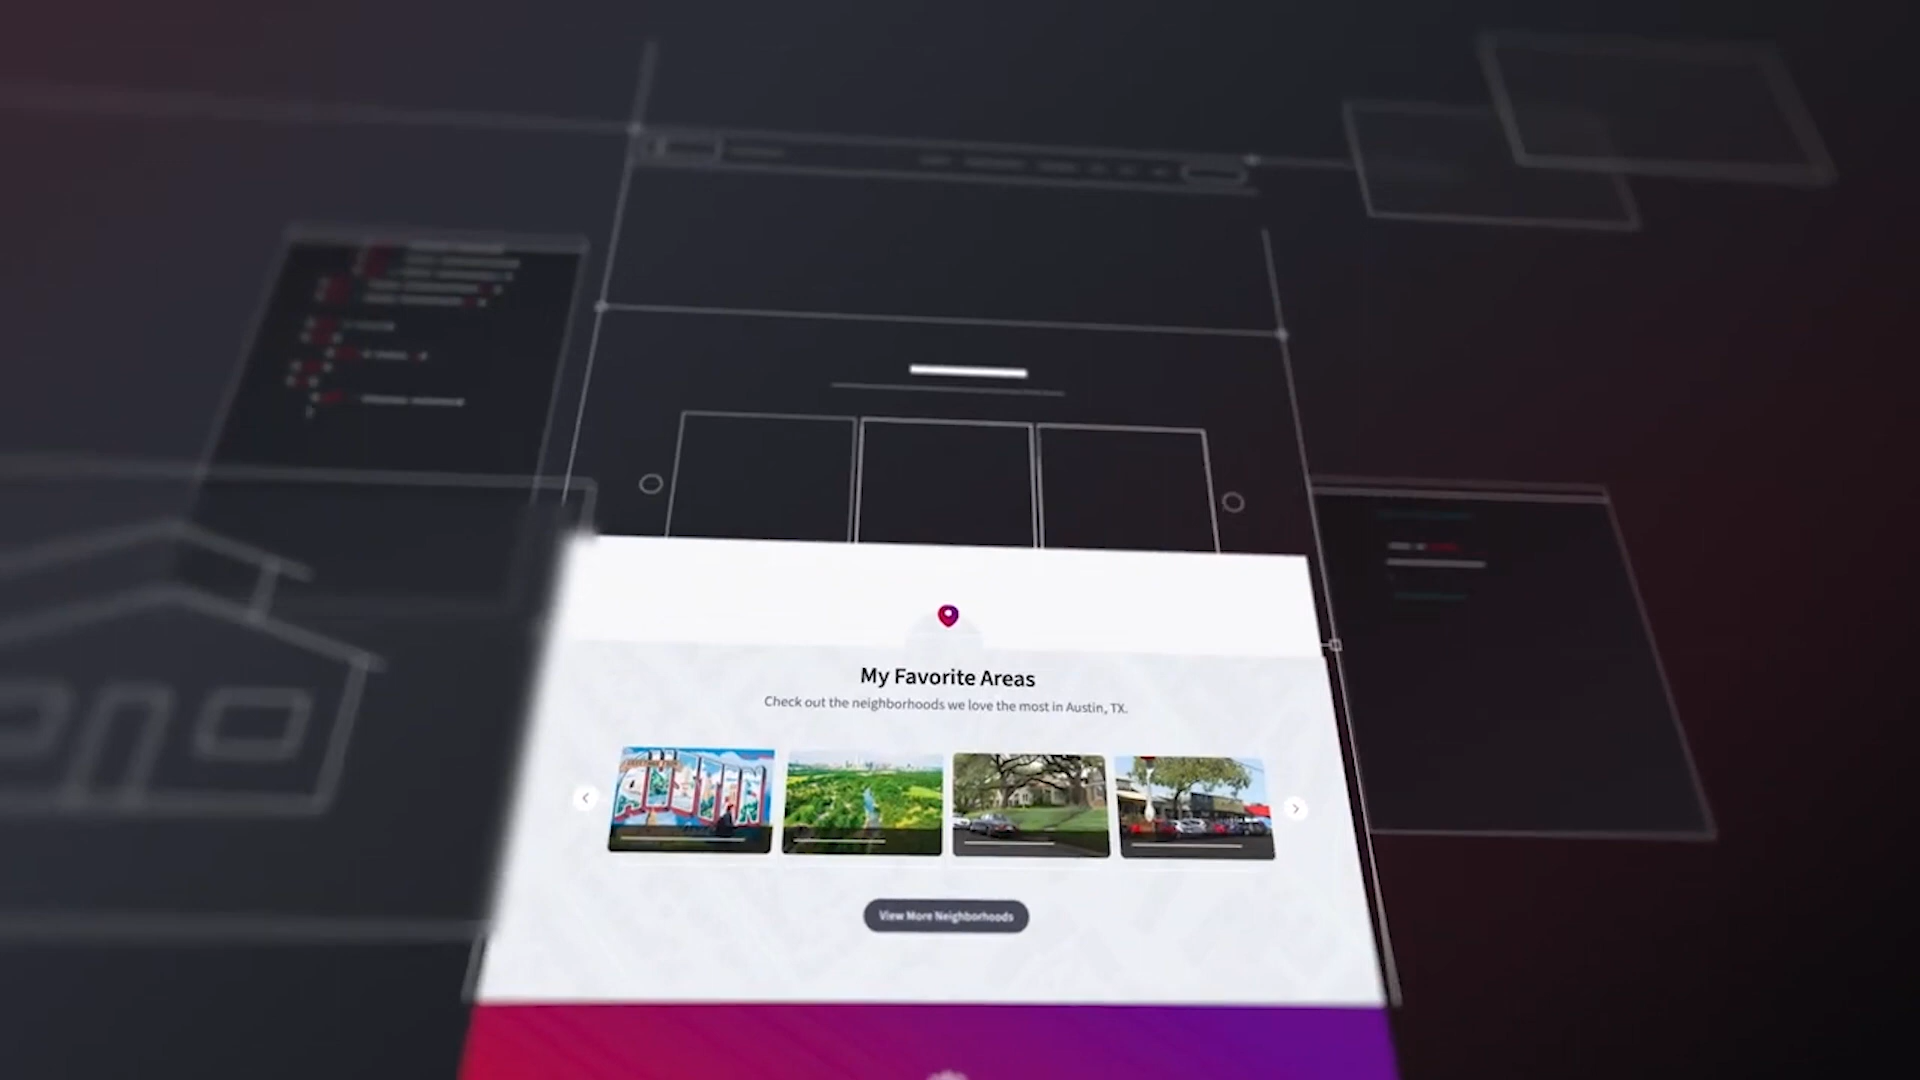 My Favorite Areas
Check out the neighborhoods we love the most in Austin, TX.
View More Neighborhoods